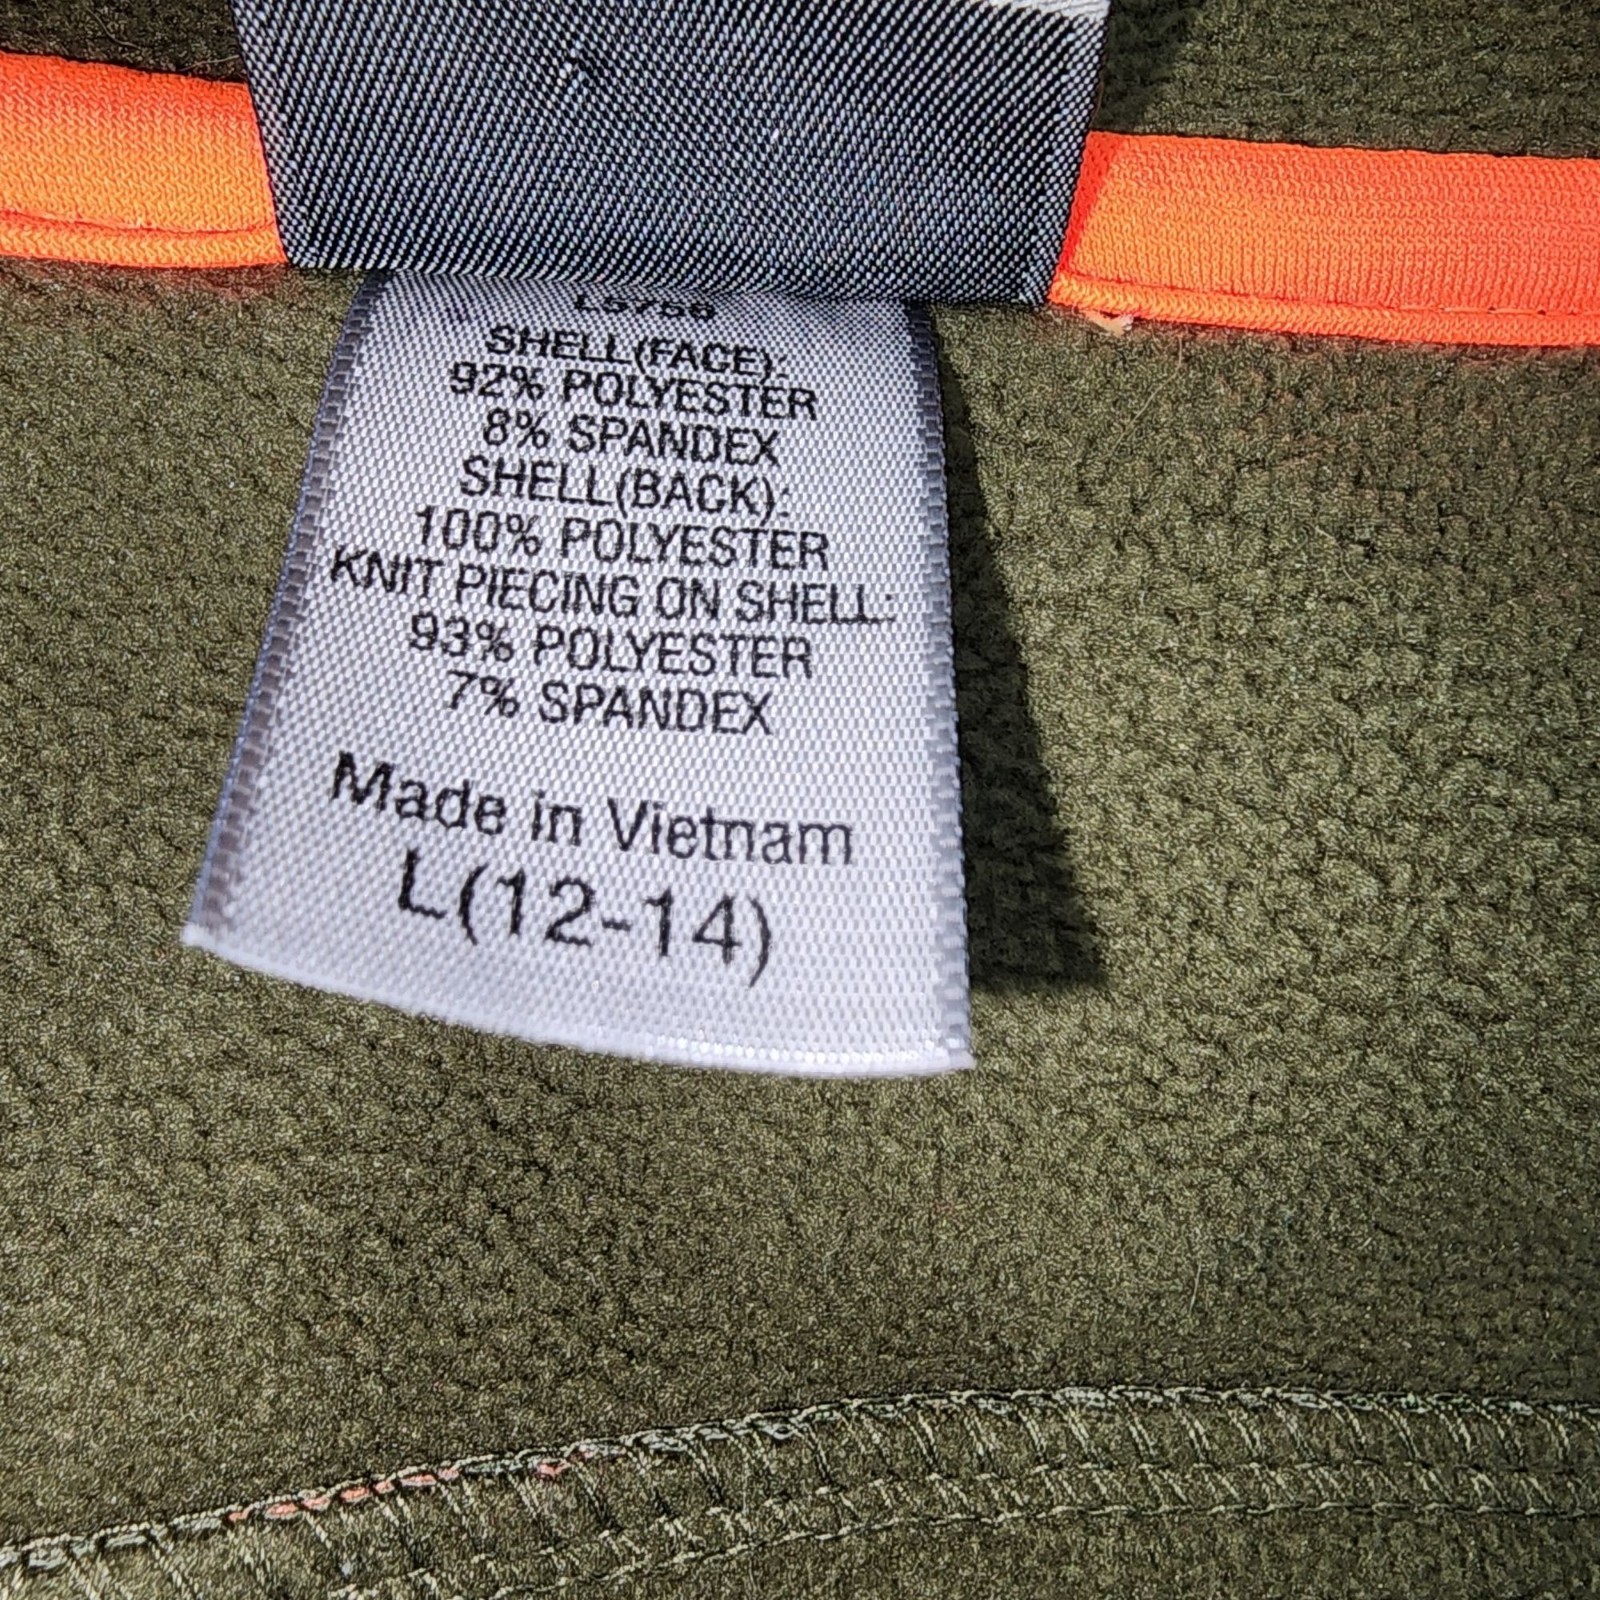 L5756
SHELL(FACE):
92% POLYESTER
8% SPANDEX
SHELL(BACK):
100% POLYESTER
KNIT PIECING ON SHELL:
93% POLYESTER
7% SPANDEX
Made in Vietnam
L(12-14)